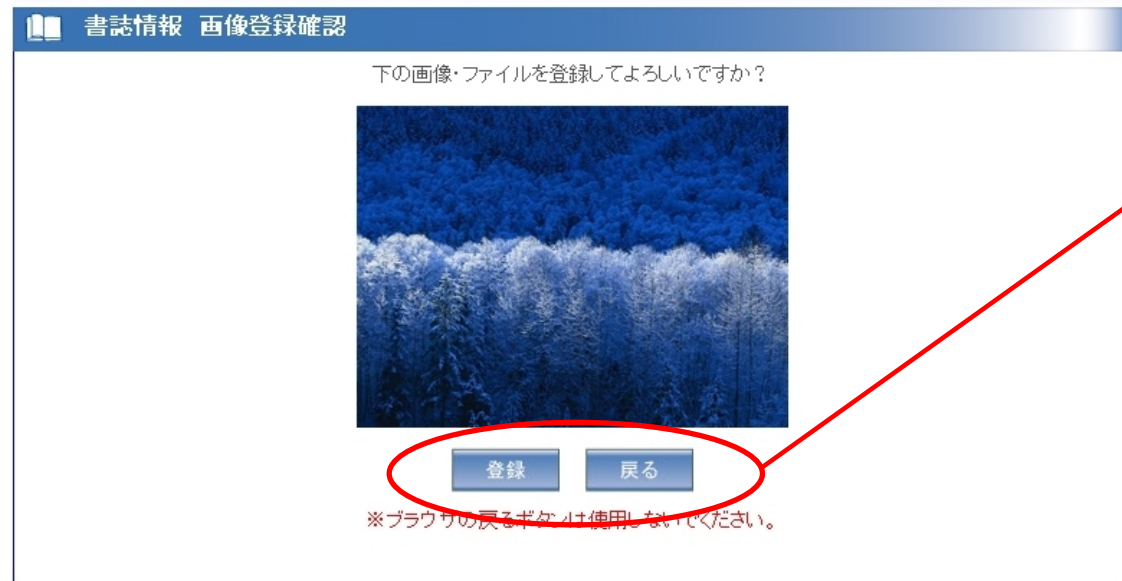 書誌情報 画像登録確認
下の画像・ファイルを登録してよろしいですか？
登録 戻る
※ブラウザの戻るボタンは使用しないでください。